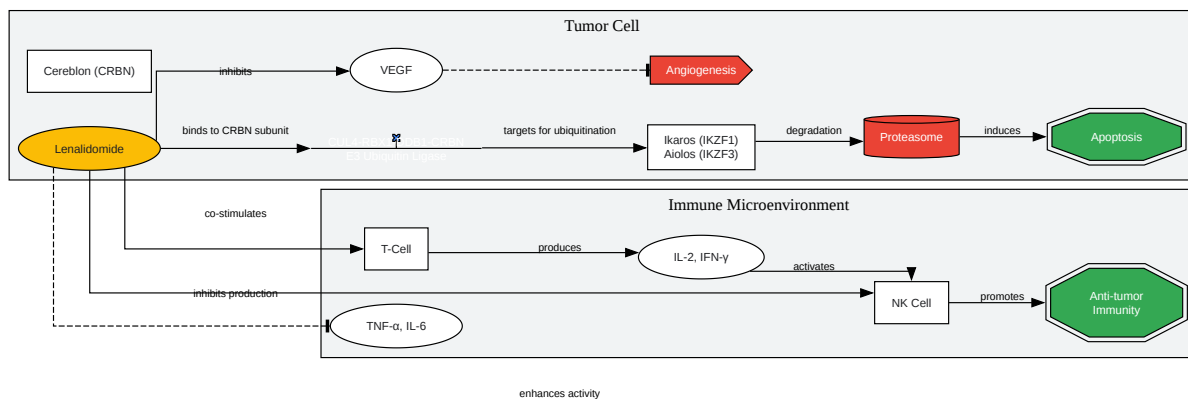 Tumor Cell
Cereblon (CRBN)
inhibits
VEGF
Angiogenesis
Lenalidomide
binds to CRBN subunit
E3 Ubiquitin Ligase
targets for ubiquitination
Ikaros (IKZF1)
Aiolos (IKZF3)
degradation
Proteasome
induces
Apoptosis
co-stimulates
Immune Microenvironment
T-Cell
produces
IL-2, IFN-γ
activates
inhibits production
NK Cell
promotes
Anti-tumor
Immunity
TNF-α, IL-6
enhances activity